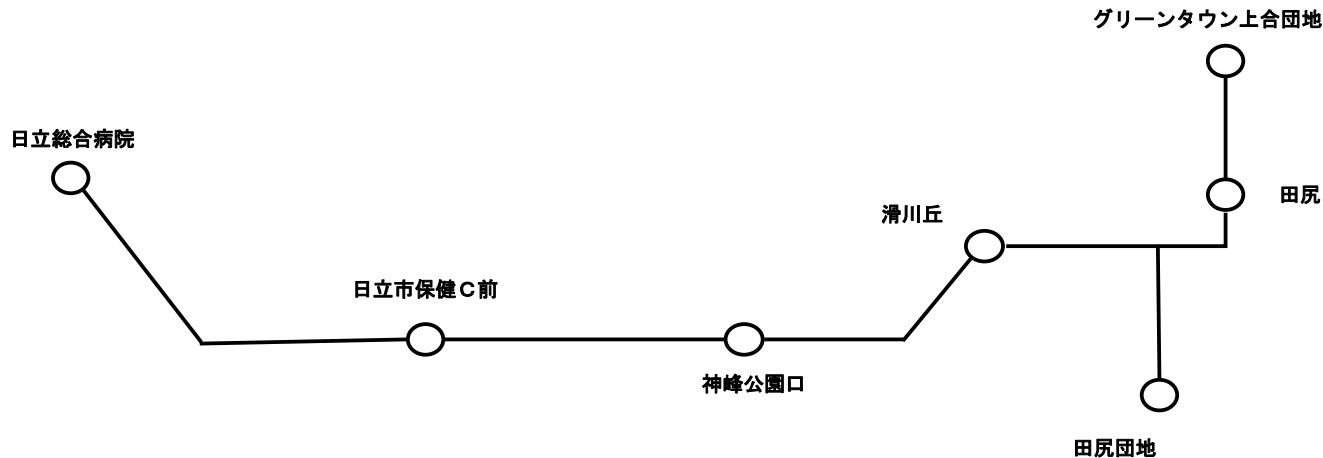 グリーンタウン上合団地
日立総合病院
田尻
滑川丘
日立市保健Ｃ前
神峰公園口
田尻団地